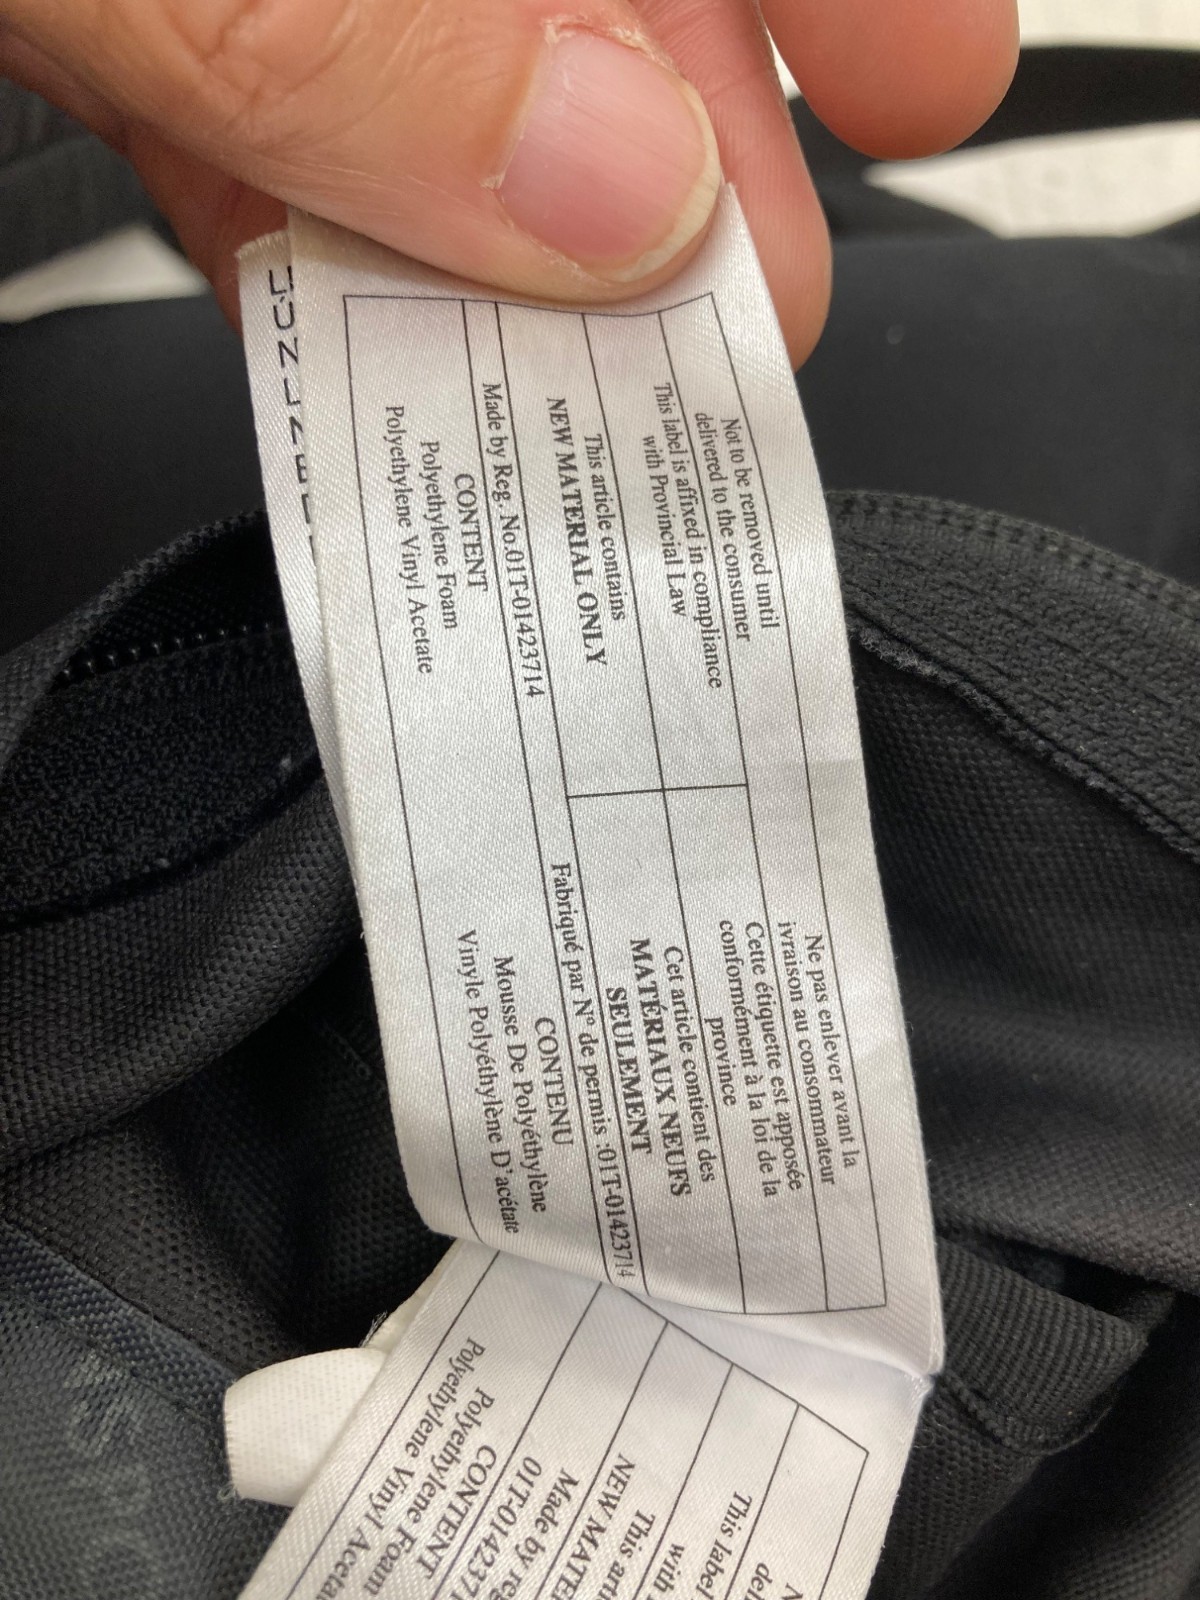 Not to be removed until
delivered to the consumer
This label is affixed in compliance
with Provincial Law
This article contains
NEW MATERIAL ONLY
Made by Reg. No.01T-01423714
CONTENT
Polyethylene Foam
Polyethylene Vinyl Acetate
Ne pas enlever avant la
ivraison au consommateur
Cette étiquette est apposée
conformément à la loi de la
province
Cet article contient des
MATÉRIAUX NEUFS
SEULEMENT
Fabriqué par Nº de permis :01T-01423714
CONTENU
Mousse De Polyéthylène
Vinyle Polyéthylène D'acétate
This label
with
This
NEW
Made by
CONTENT
Polyethylene Foam
Polyethylene Vinyl